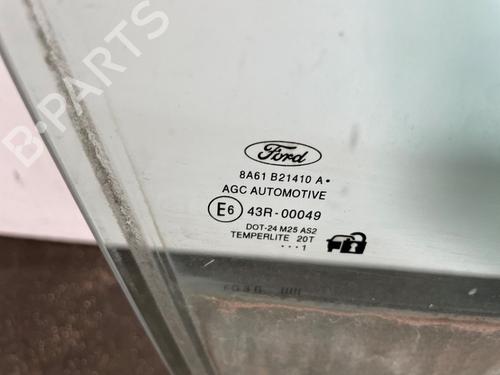 B-PARTS
Ford
8A61 B21410 A•
AGC AUTOMOTIVE
E6 43R-00049
DOT-24 M25 AS2
TEMPERLITE 20T
•••1